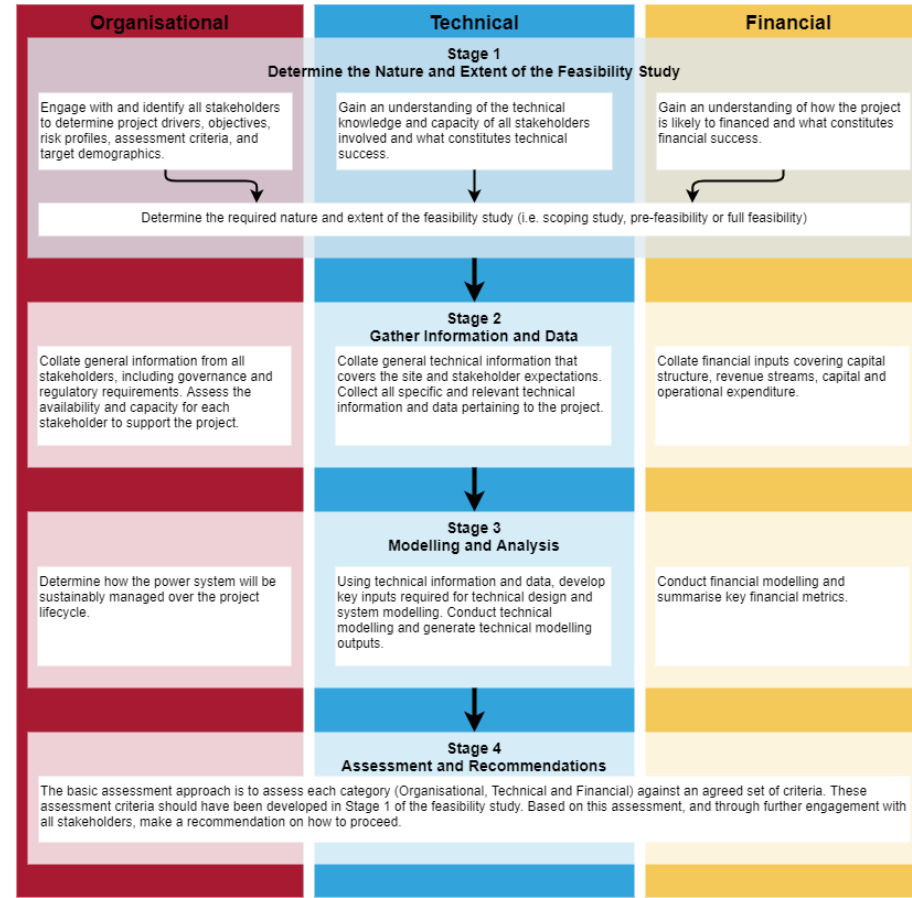 Organisational
Technical
Financial
Stage 1
Determine the Nature and Extent of the Feasibility Study
Engage with and identify all stakeholders
to determine project drivers, objectives,
risk profiles, assessment criteria, and
target demographics.
Gain an understanding of the technical
knowledge and capacity of all stakeholders
involved and what constitutes technical
success.
Gain an understanding of how the project
is likely to financed and what constitutes
financial success.
Determine the required nature and extent of the feasibility study (i.e. scoping study, pre-feasibility or full feasibility)
Stage 2
Gather Information and Data
Collate general information from all
stakeholders, including governance and
regulatory requirements. Assess the
availability and capacity for each
stakeholder to support the project.
Collate general technical information that
covers the site and stakeholder expectations.
Collect all specific and relevant technical
information and data pertaining to the project.
Collate financial inputs covering capital
structure, revenue streams, capital and
operational expenditure.
Stage 3
Modelling and Analysis
Determine how the power system will be
sustainably managed over the project
lifecycle.
Using technical information and data, develop
key inputs required for technical design and
system modelling. Conduct technical
modelling and generate technical modelling
outputs.
Conduct financial modelling and
summarise key financial metrics.
Stage 4
Assessment and Recommendations
The basic assessment approach is to assess each category (Organisational, Technical and Financial) against an agreed set of criteria. These
assessment criteria should have been developed in Stage 1 of the feasibility study. Based on this assessment, and through further engagement with
all stakeholders, make a recommendation on how to proceed.